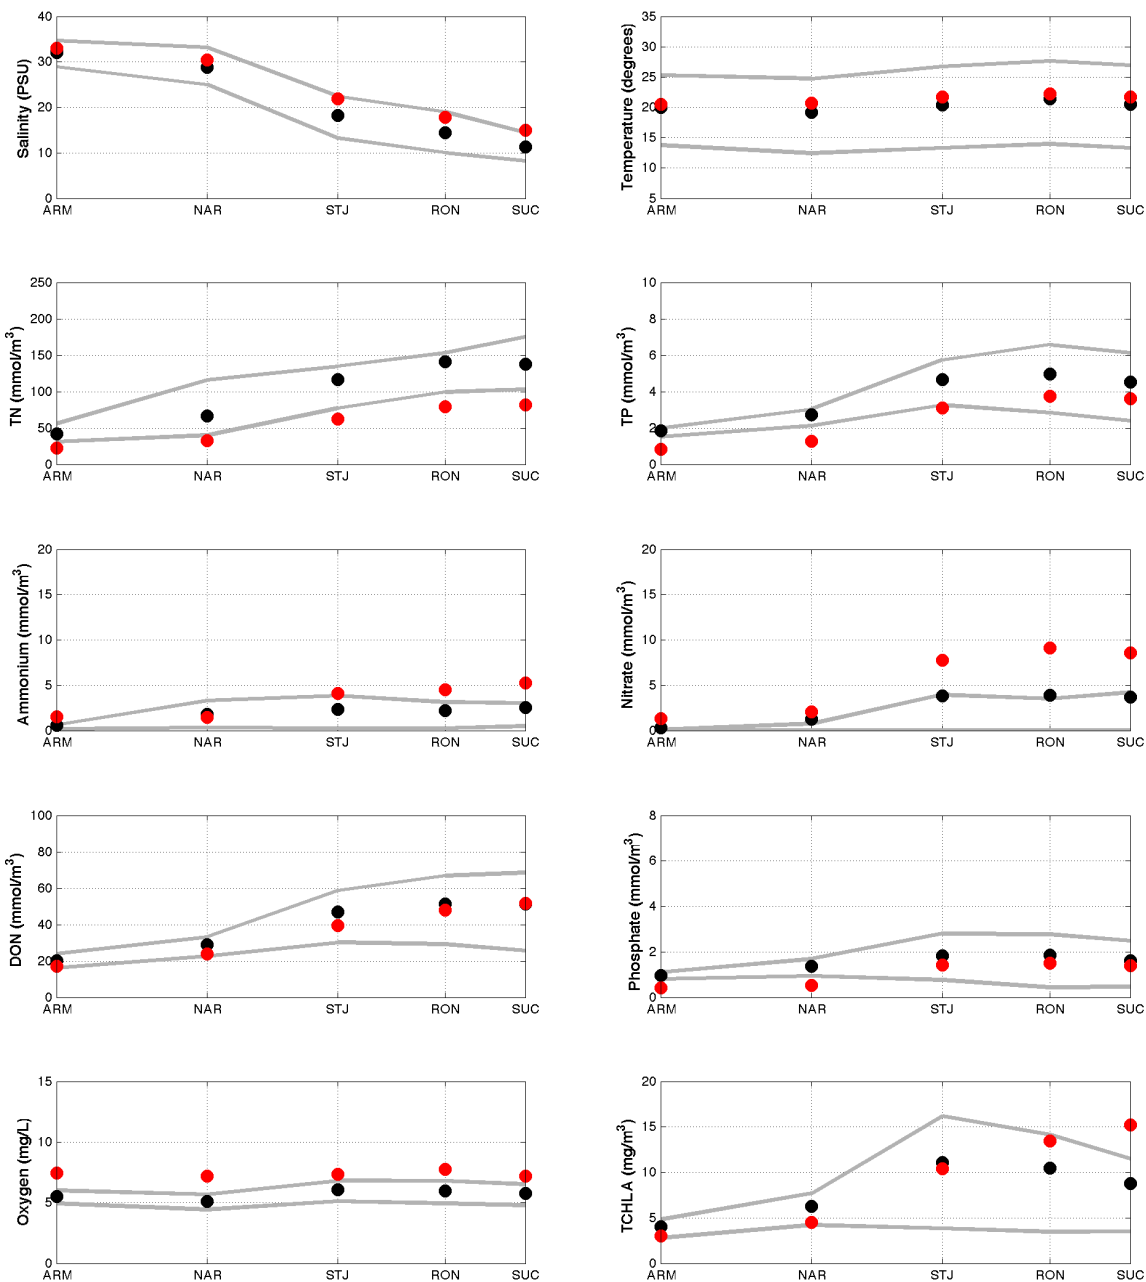 Salinity (PSU)
40
30
20
10
0
ARM NAR STJ RON SUC
Temperature (degrees)
35
30
25
20
15
10
5
ARM NAR STJ RON SUC
TN (mmol/m³)
250
200
150
100
50
0
ARM NAR STJ RON SUC
TP (mmol/m³)
10
8
6
4
2
0
ARM NAR STJ RON SUC
Ammonium (mmol/m³)
20
15
10
5
0
ARM NAR STJ RON SUC
Nitrate (mmol/m³)
20
15
10
5
0
ARM NAR STJ RON SUC
DON (mmol/m³)
100
80
60
40
20
0
ARM NAR STJ RON SUC
Phosphate (mmol/m³)
8
6
4
2
0
ARM NAR STJ RON SUC
Oxygen (mg/L)
15
10
5
0
ARM NAR STJ RON SUC
TCHLA (mg/m³)
20
15
10
5
0
ARM NAR STJ RON SUC